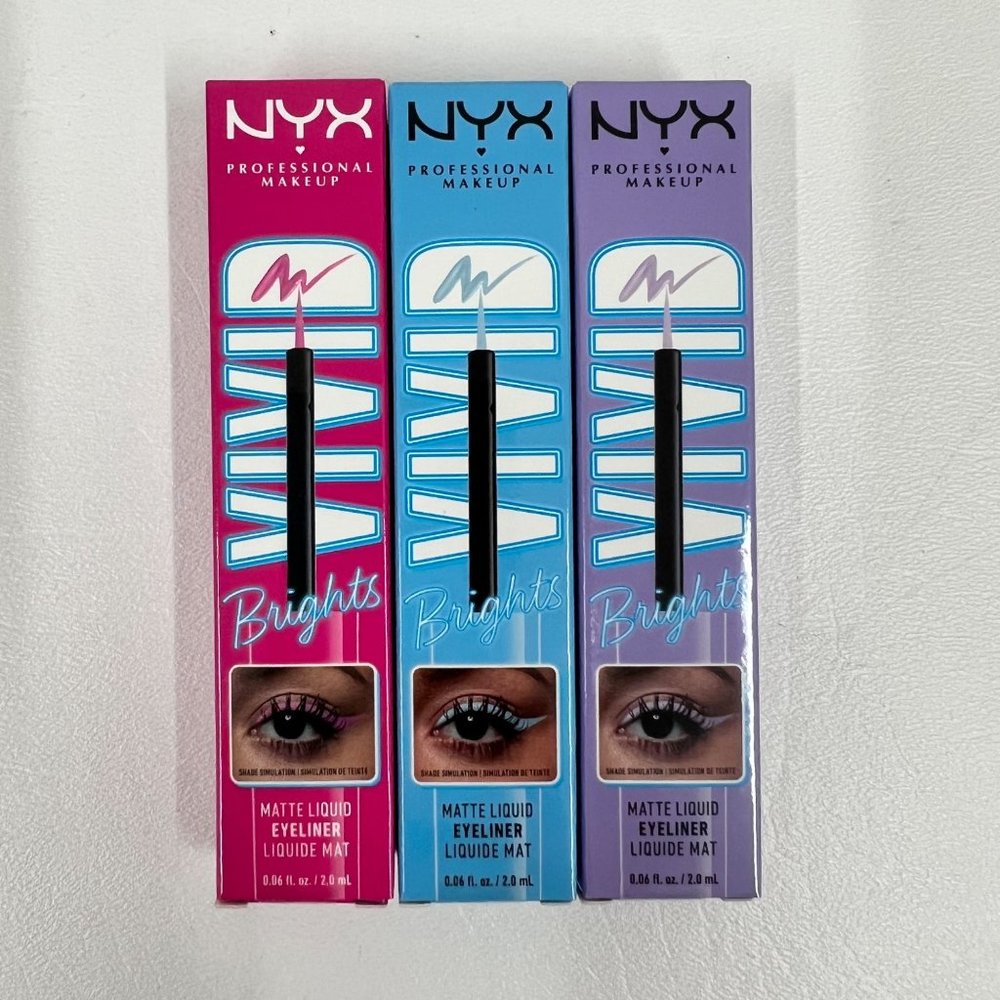 NYX
PROFESSIONAL
MAKEUP
VIVID
Brights
SHADE SIMULATION | SIMULATION DE TEINTE
MATTE LIQUID
EYELINER
LIQUIDE MAT
0.06 fl. oz. / 2.0 mL
NYX
PROFESSIONAL
MAKEUP
VIVID
Brights
SHADE SIMULATION | SIMULATION DE TEINTE
MATTE LIQUID
EYELINER
LIQUIDE MAT
0.06 fl. oz. / 2.0 mL
NYX
PROFESSIONAL
MAKEUP
VIVID
Brights
SHADE SIMULATION | SIMULATION DE TEINTE
MATTE LIQUID
EYELINER
LIQUIDE MAT
0.06 fl. oz. / 2.0 mL